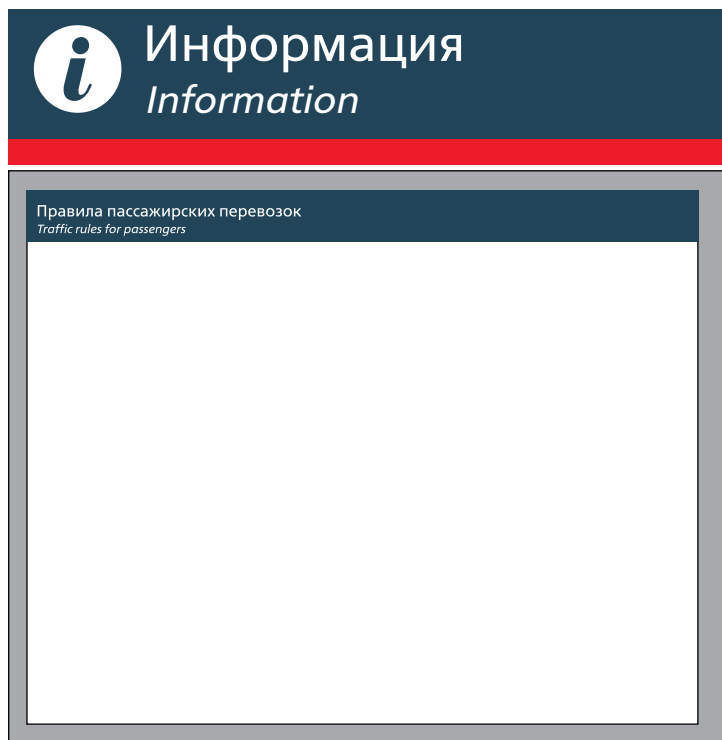 Информация
Information
Правила пассажирских перевозок
Traffic rules for passengers